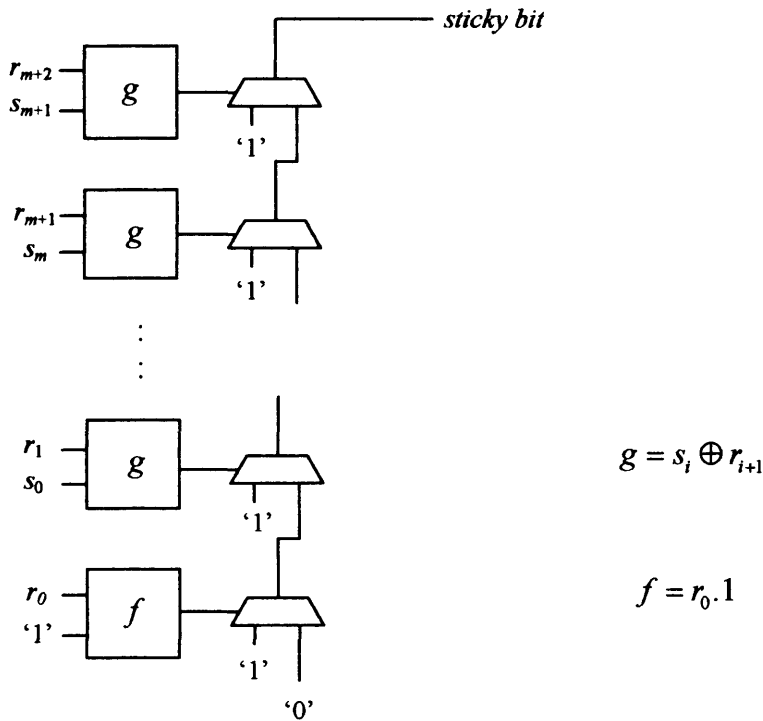 sticky bit
r_{m+2}
s_{m+1}
g
'1'
r_{m+1}
s_m
g
'1'
r_1
s_0
g
'1'
g = s_i ⊕ r_{i+1}
r_0
'1'
f
'1'
'0'
f = r_0.1